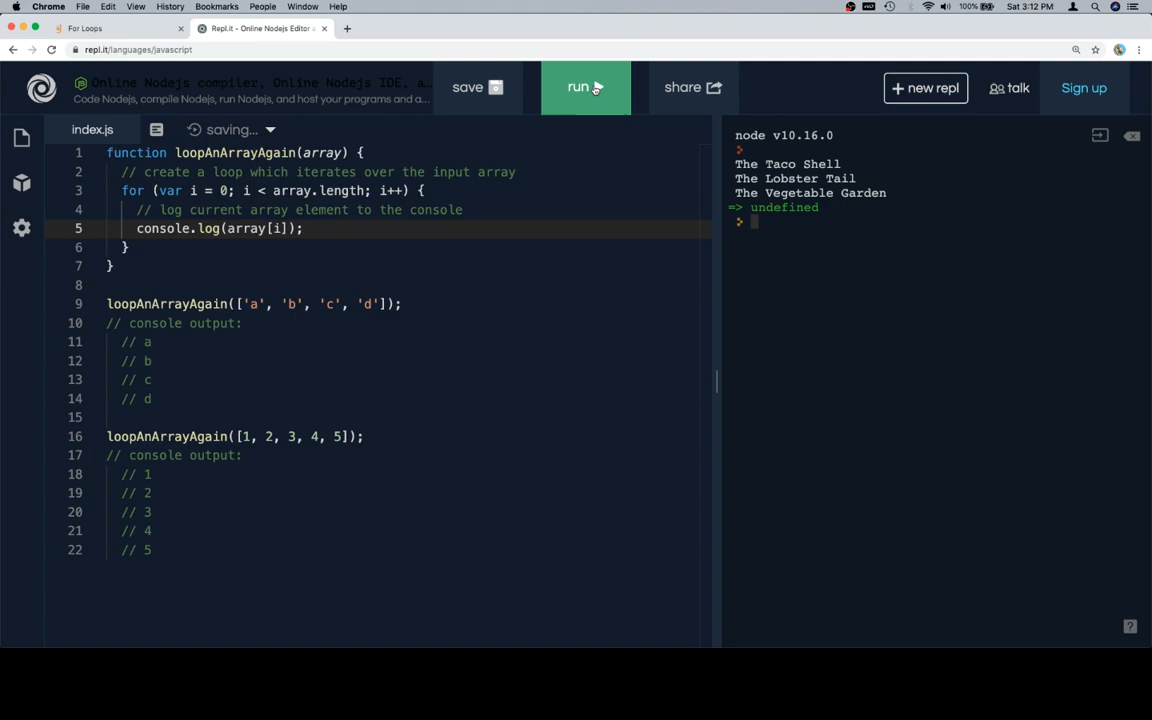 Chrome File Edit View History Bookmarks People Window Help 100% Sat 3:12 PM
For Loops × Repl.it - Online Nodejs Editor a × +
repl.it/languages/javascript
Online Nodejs compiler, Online Nodejs IDE, a...
Code Nodejs, compile Nodejs, run Nodejs, and host your programs and a...
save run share + new repl talk Sign up
index.js saving...
1 function loopAnArrayAgain(array) {
2 // create a loop which iterates over the input array
3 for (var i = 0; i < array.length; i++) {
4 // log current array element to the console
5 console.log(array[i]);
6 }
7 }
8
9 loopAnArrayAgain(['a', 'b', 'c', 'd']);
10 // console output:
11 // a
12 // b
13 // c
14 // d
15
16 loopAnArrayAgain([1, 2, 3, 4, 5]);
17 // console output:
18 // 1
19 // 2
20 // 3
21 // 4
22 // 5
node v10.16.0
The Taco Shell
The Lobster Tail
The Vegetable Garden
=> undefined
?